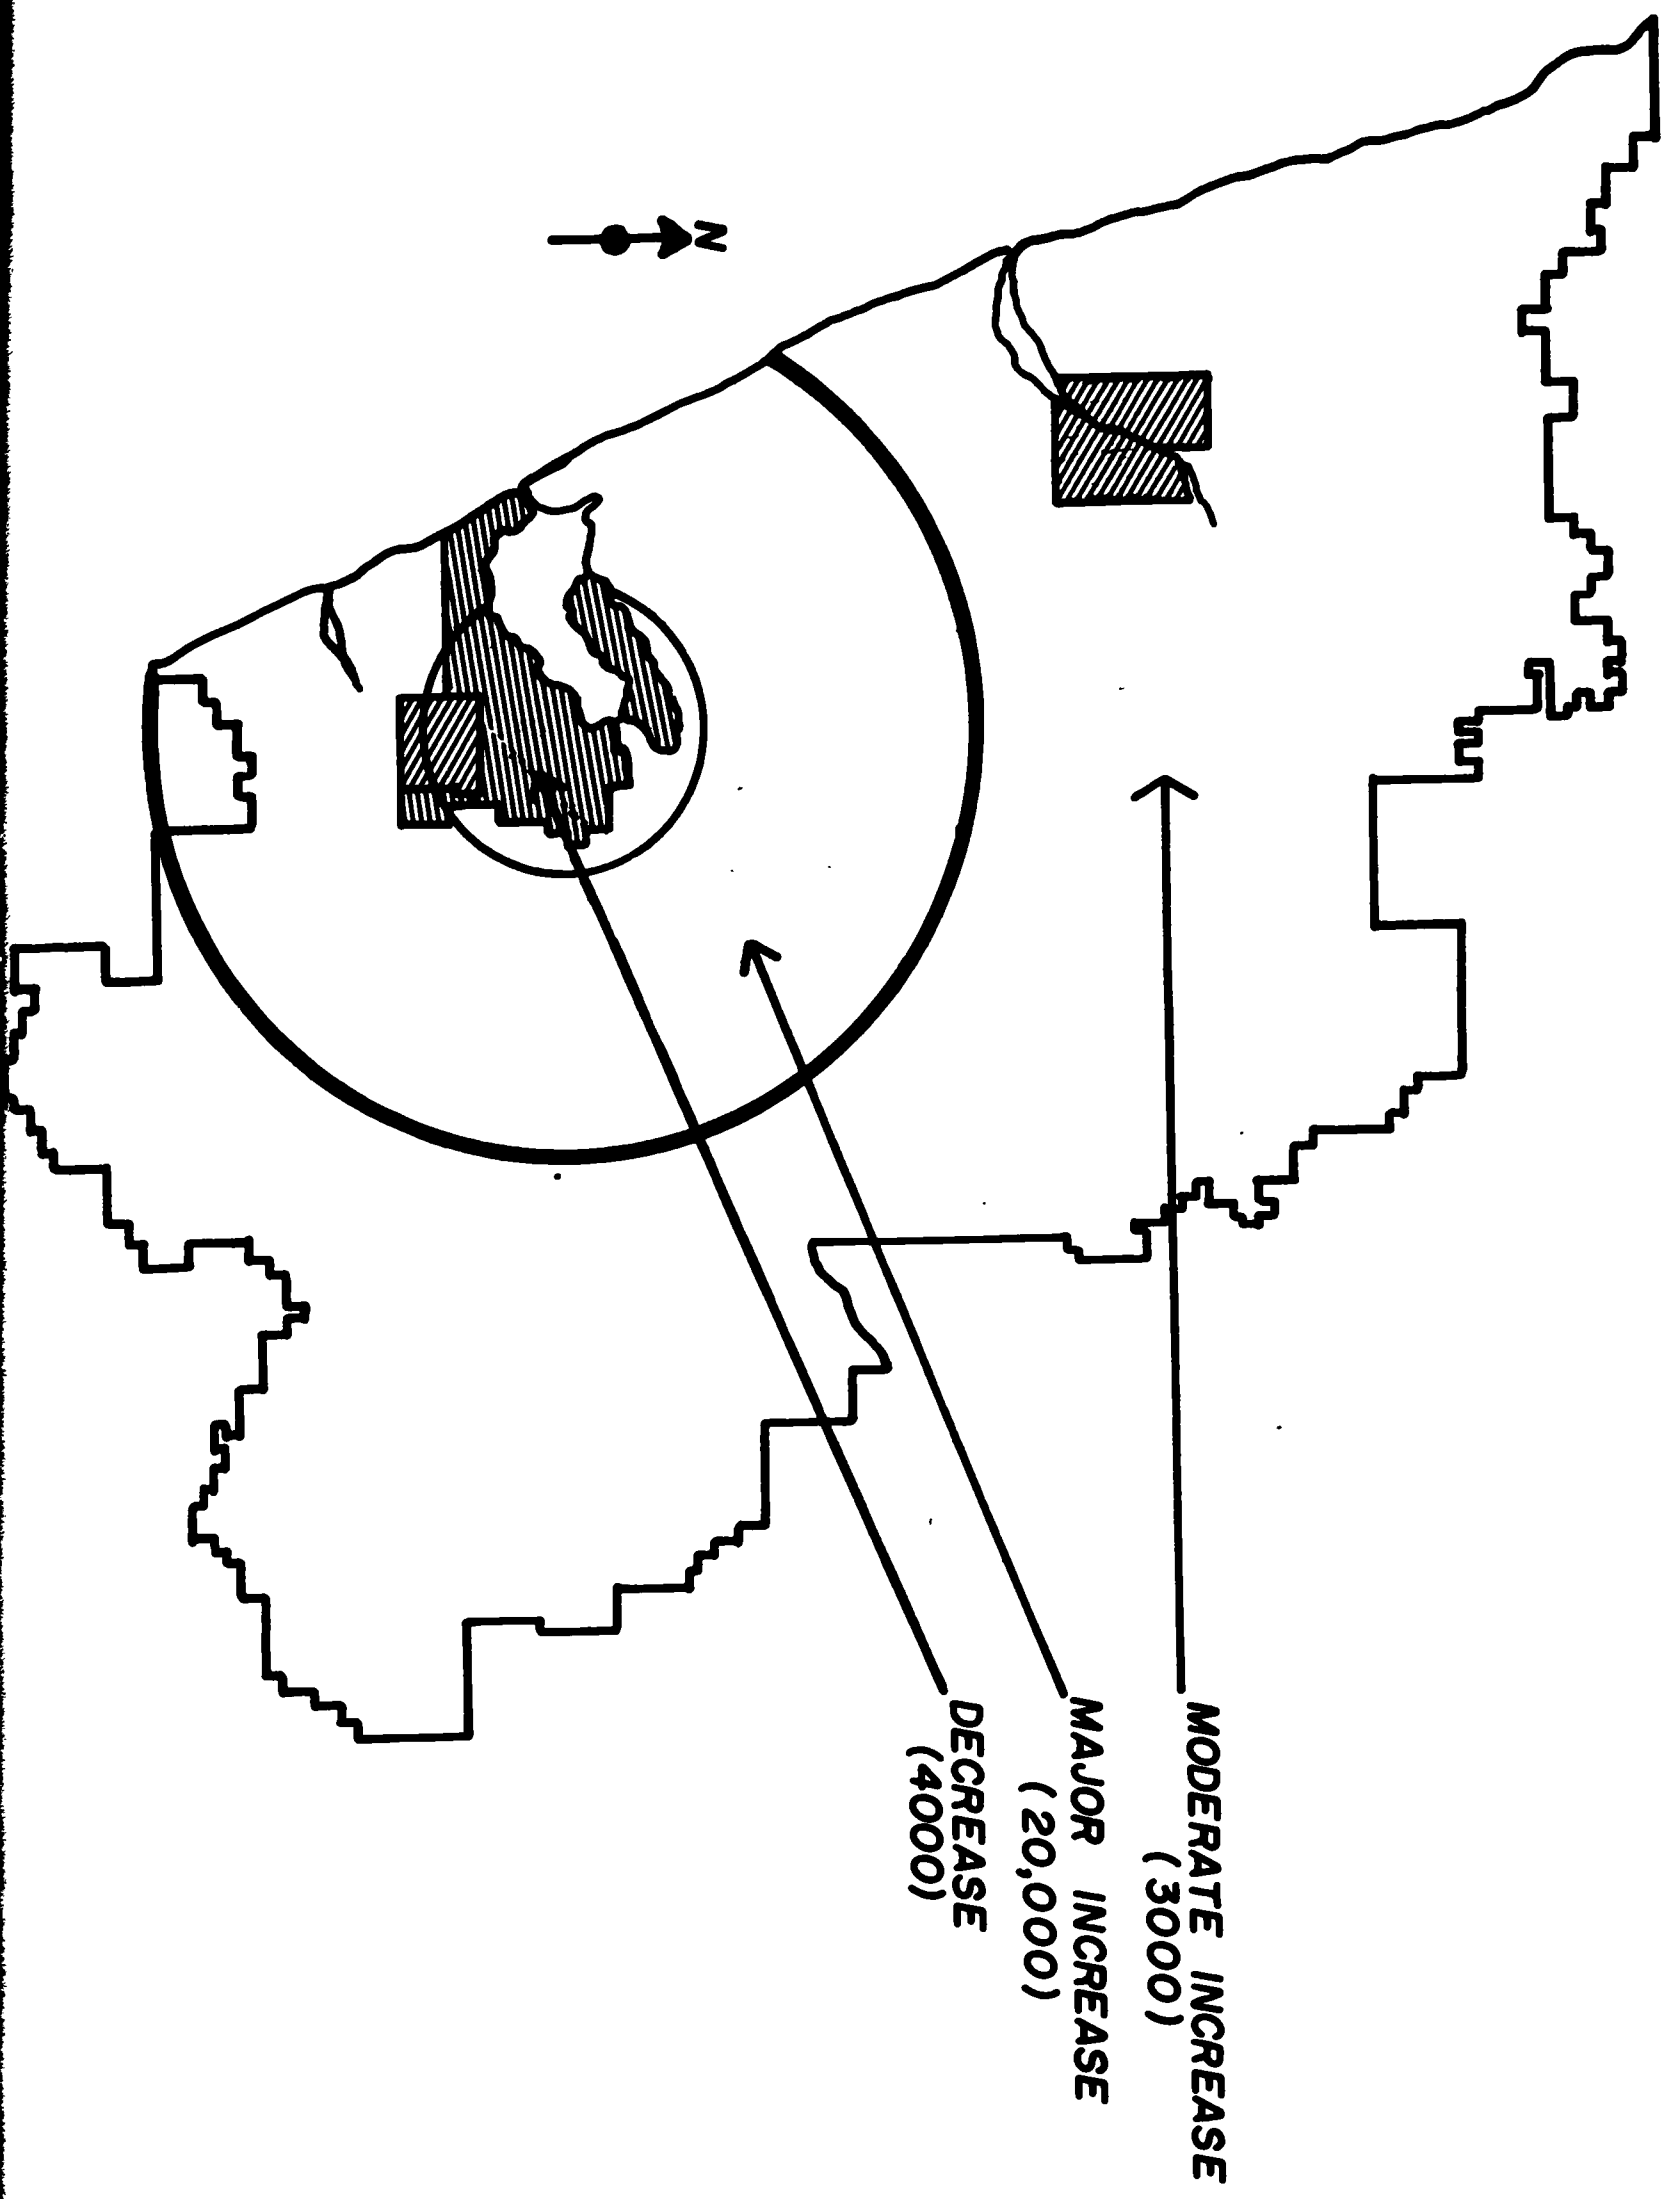 N
MODERATE INCREASE
(3000)
MAJOR INCREASE
(20,000)
DECREASE
(4000)